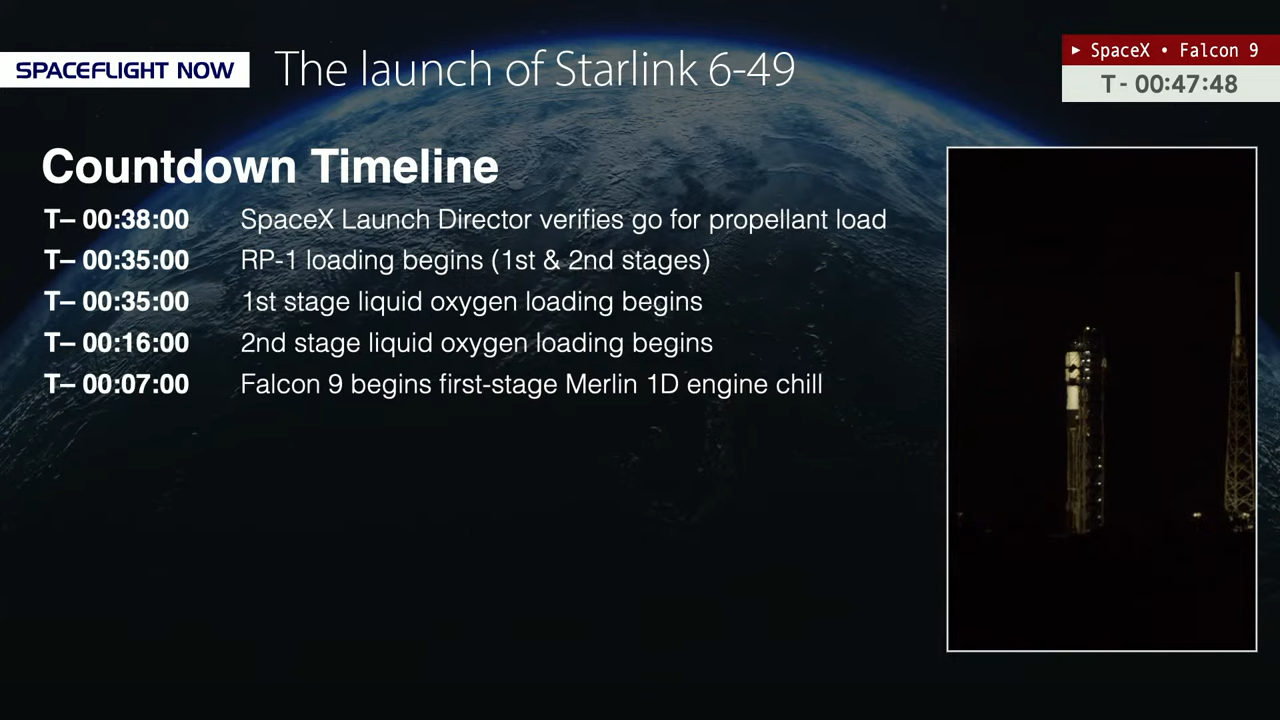 SPACEFLIGHT NOW
The launch of Starlink 6-49
▸ SpaceX • Falcon 9
T - 00:47:48
Countdown Timeline
T– 00:38:00 SpaceX Launch Director verifies go for propellant load
T– 00:35:00 RP-1 loading begins (1st & 2nd stages)
T– 00:35:00 1st stage liquid oxygen loading begins
T– 00:16:00 2nd stage liquid oxygen loading begins
T– 00:07:00 Falcon 9 begins first-stage Merlin 1D engine chill